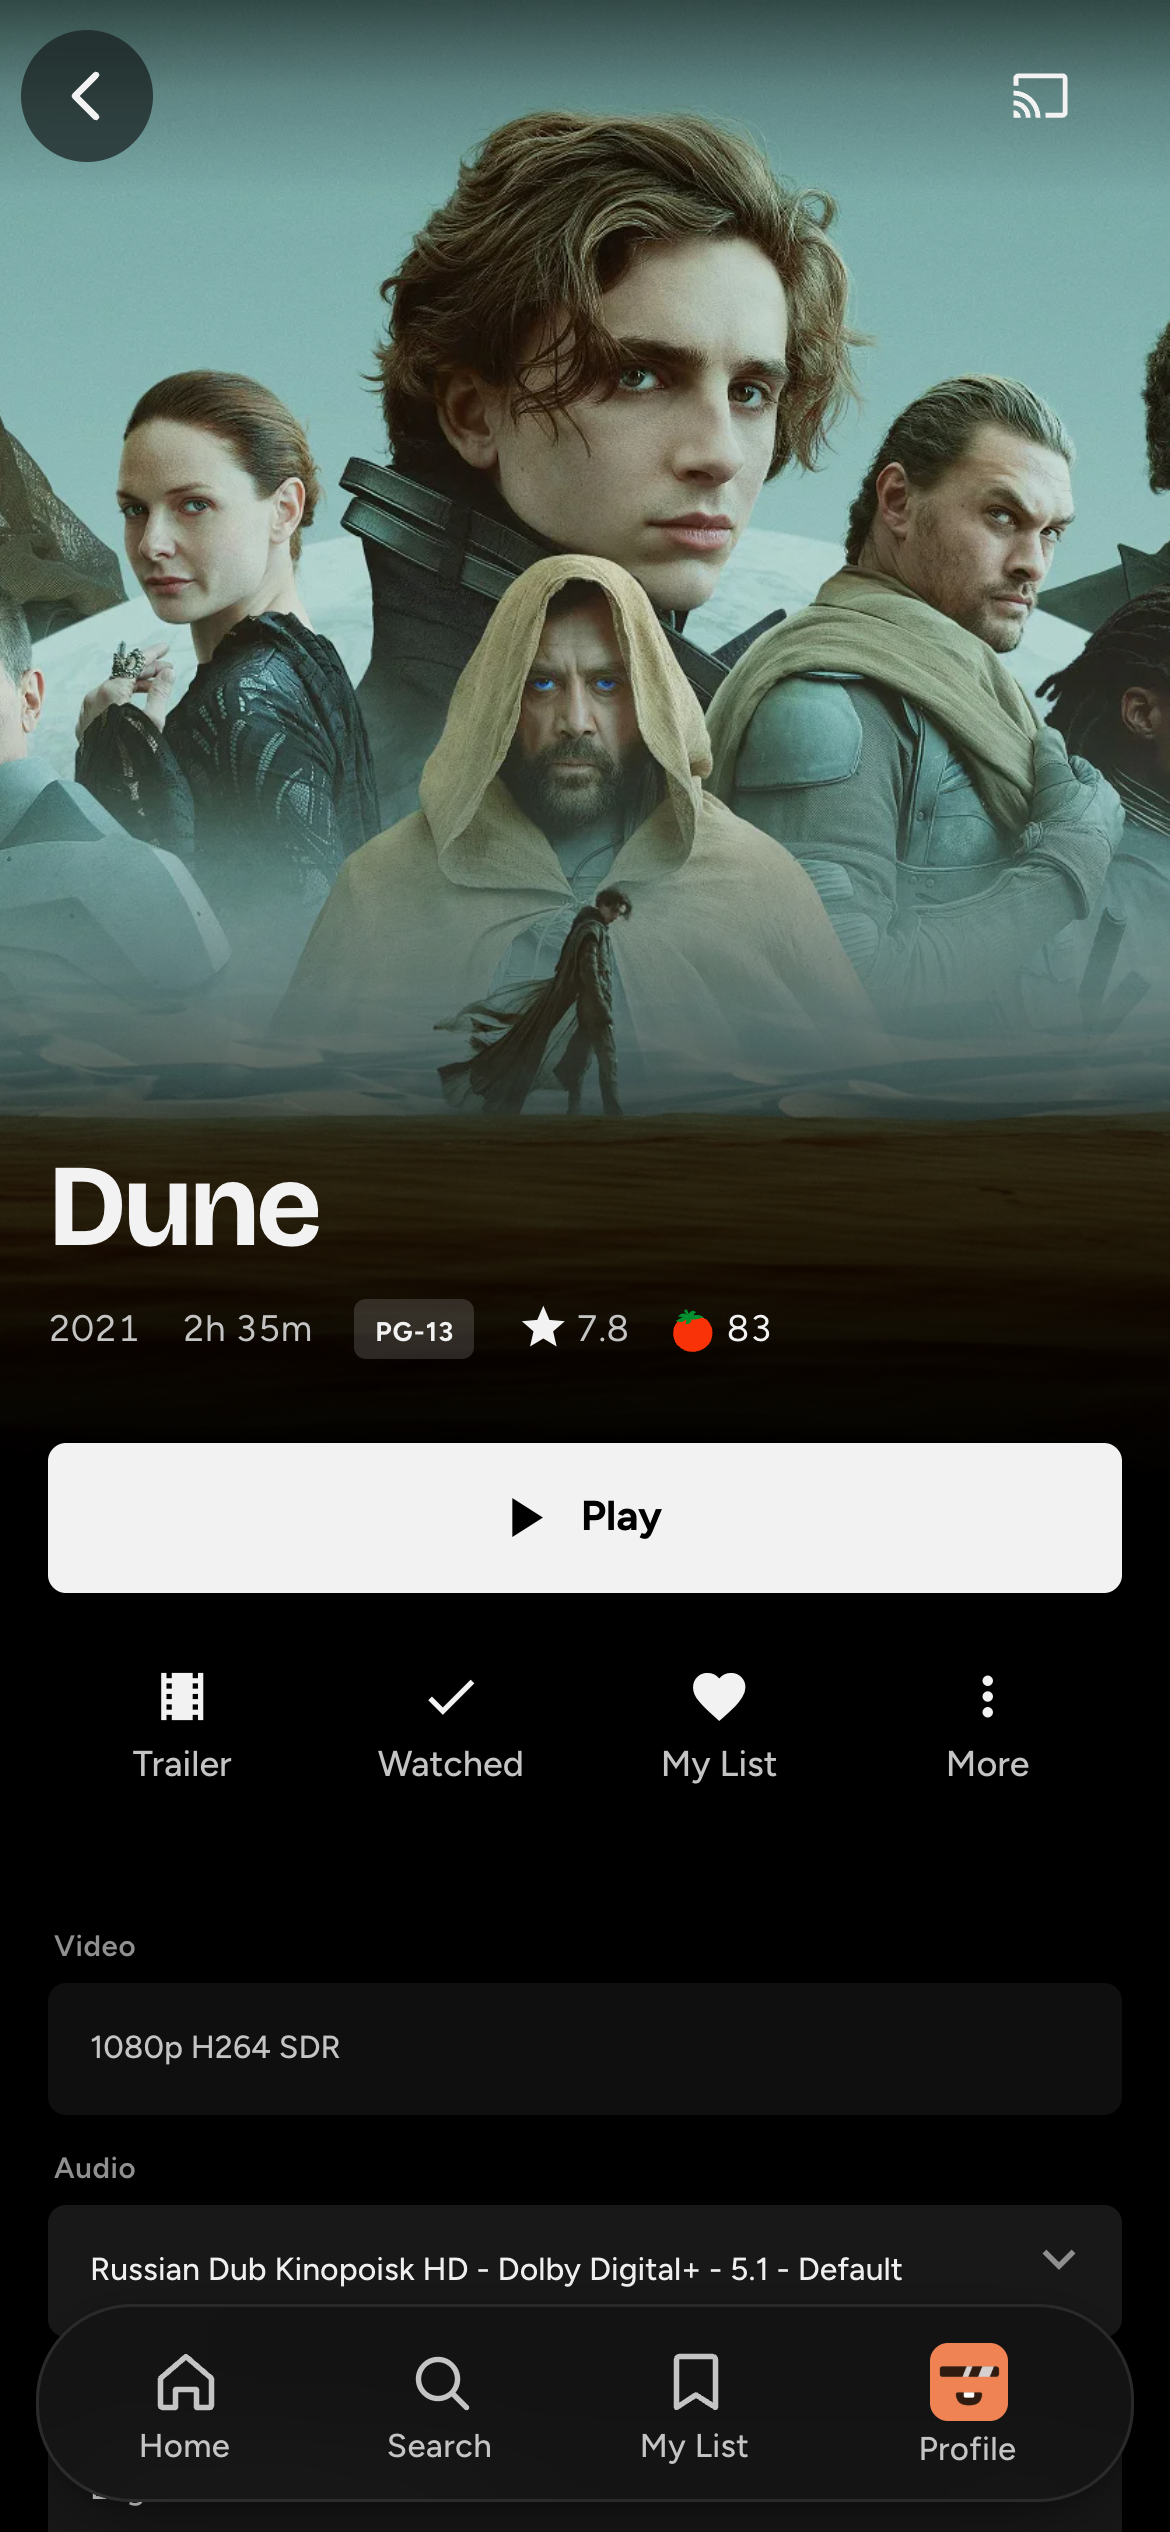 Dune
2021 2h 35m PG-13 7.8 83
Play
Trailer Watched My List More
Video
1080p H264 SDR
Audio
Russian Dub Kinopoisk HD - Dolby Digital+ - 5.1 - Default
Home Search My List Profile